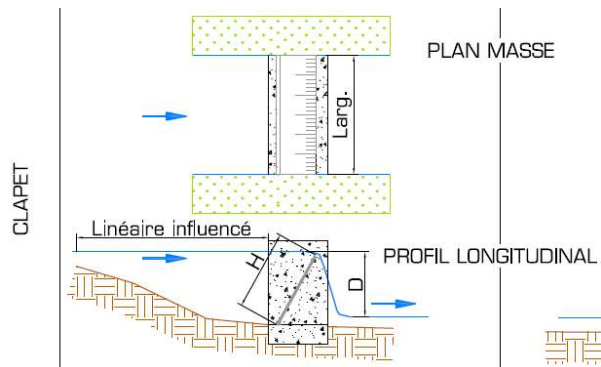 PLAN MASSE
Larg.
CLAPET
Linéaire influencé
H
PROFIL LONGITUDINAL
D